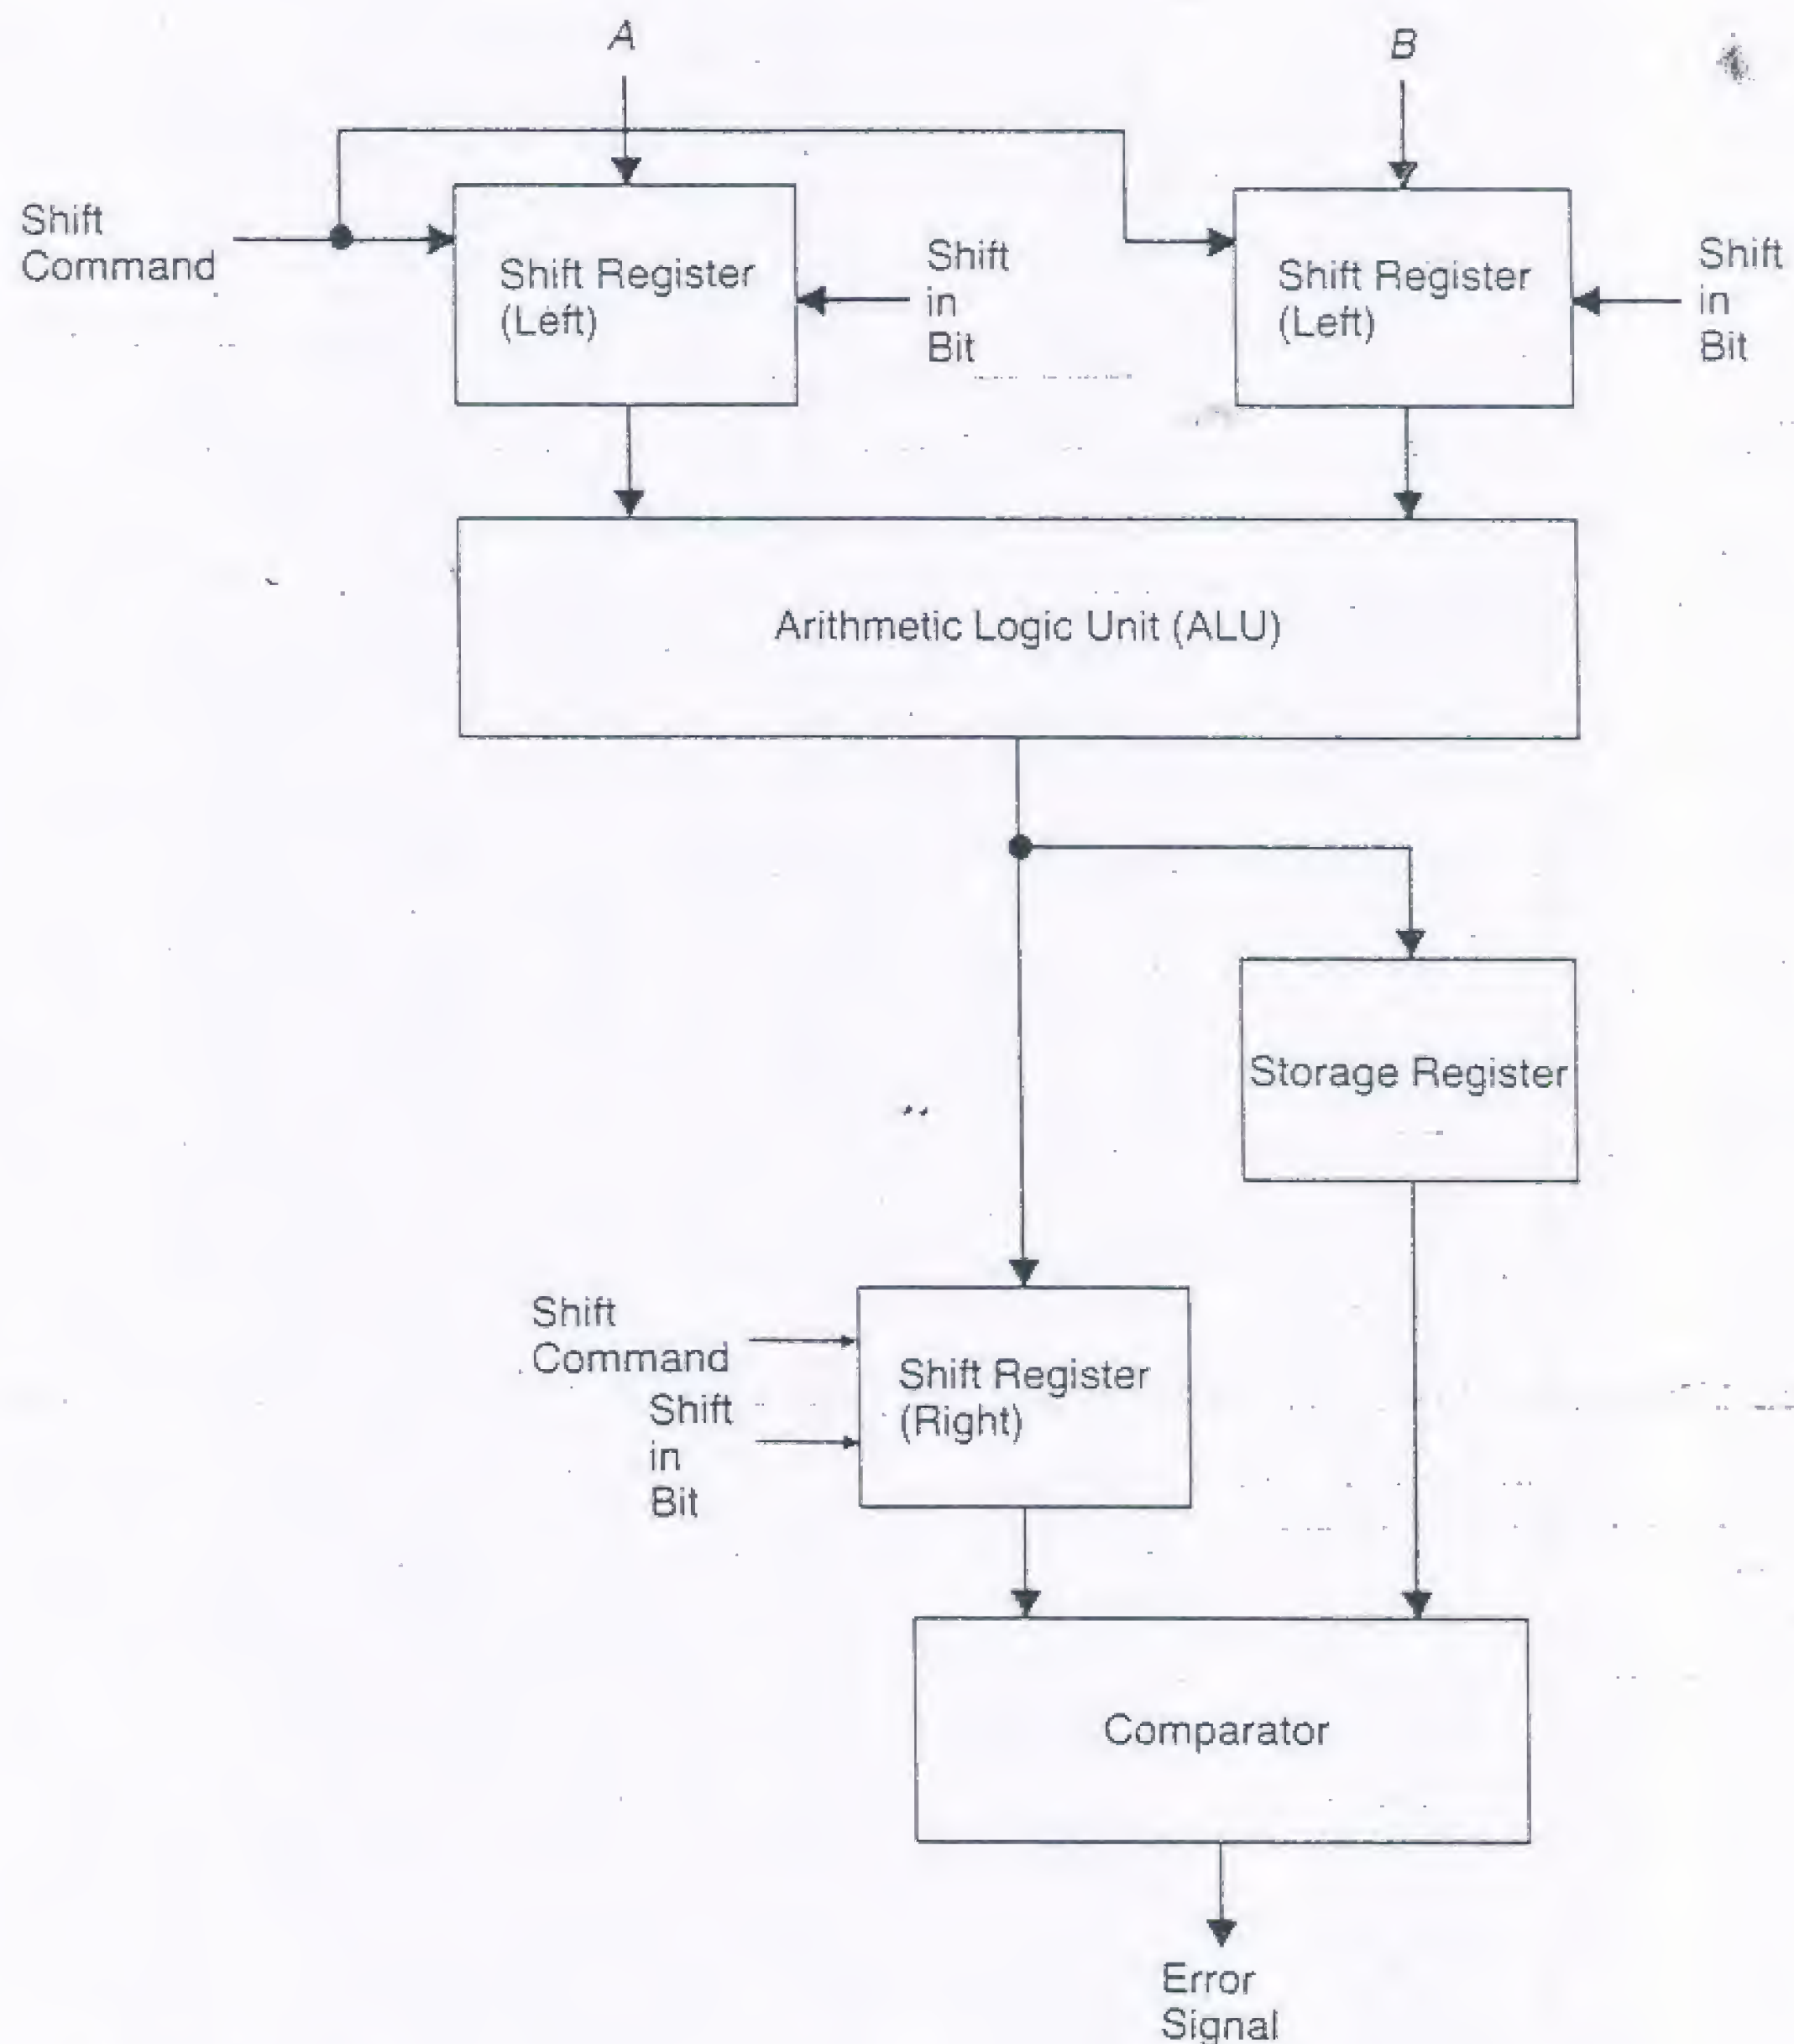 A
B
Shift
Command
Shift Register
(Left)
Shift
in
Bit
Shift Register
(Left)
Shift
in
Bit
Arithmetic Logic Unit (ALU)
Storage Register
Shift
Command
Shift
in
Bit
Shift Register
(Right)
Comparator
Error
Signal